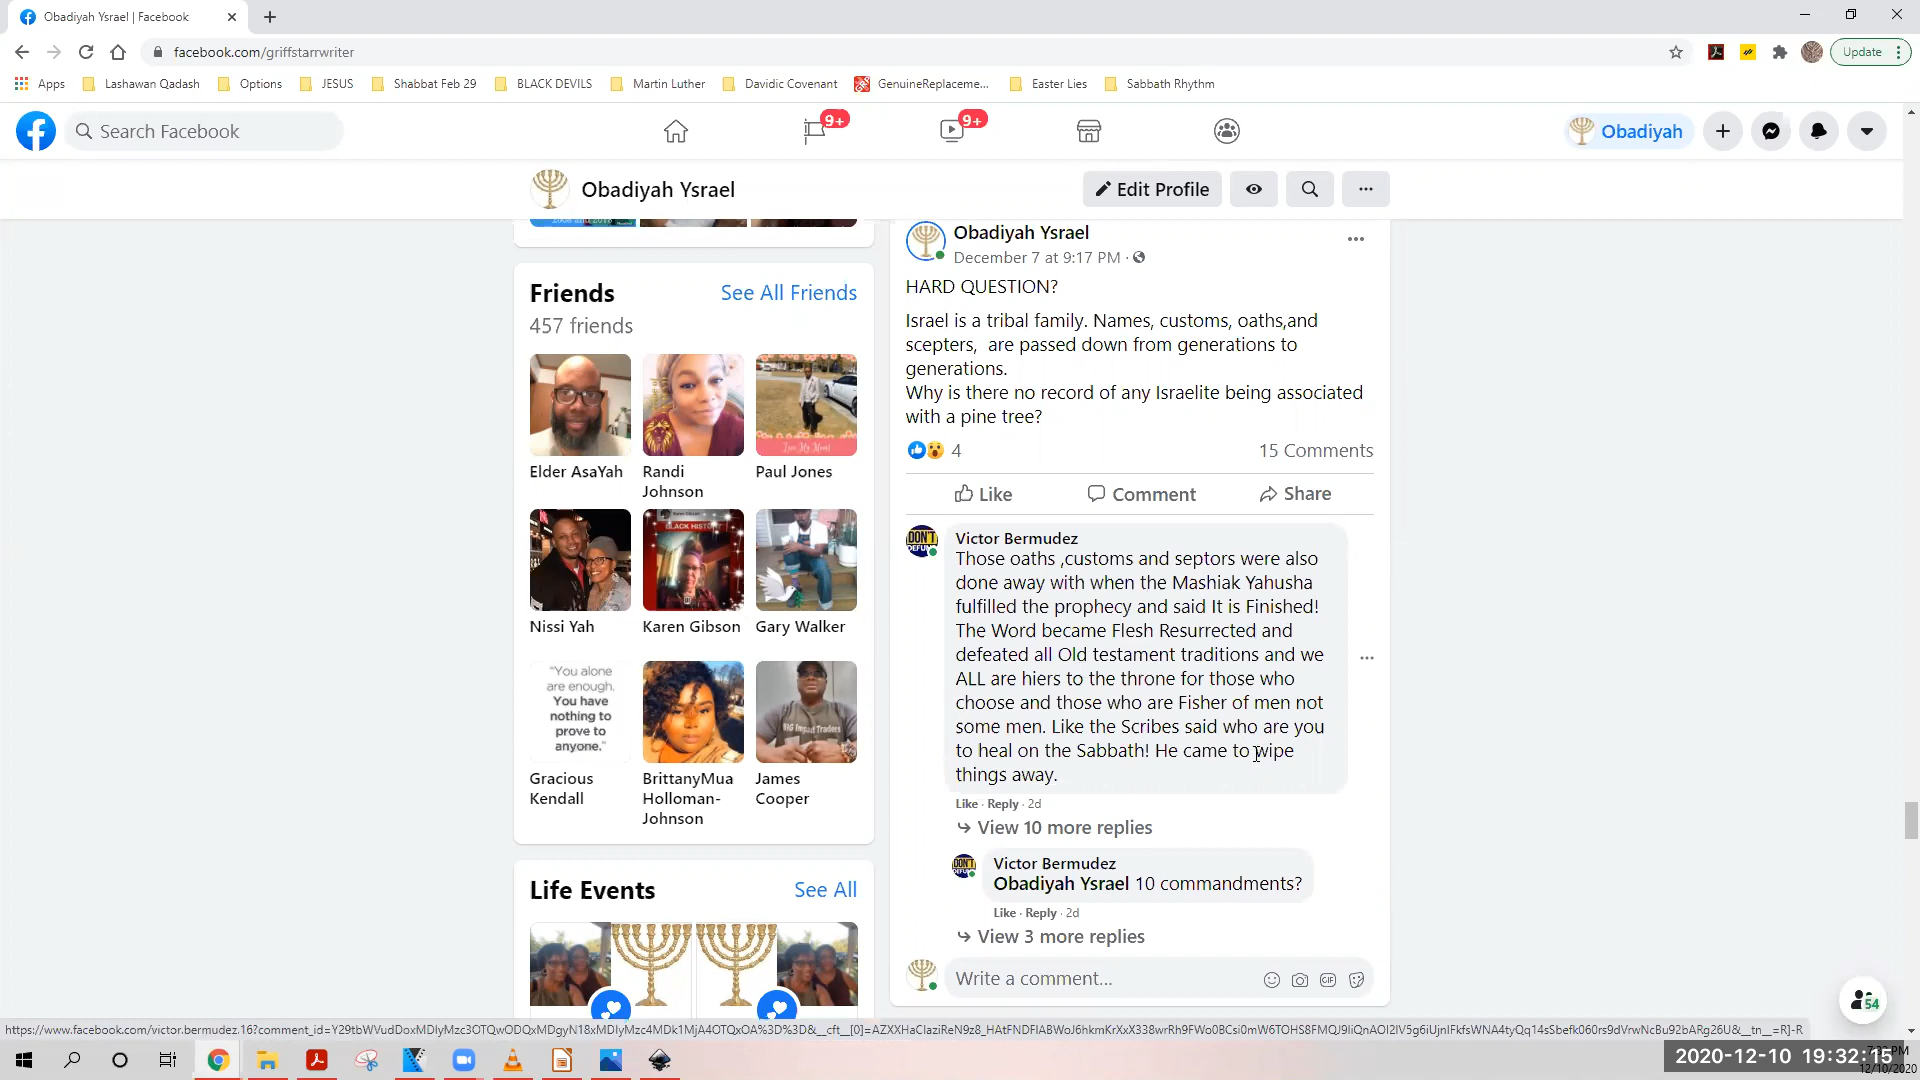 Obadiyah Ysrael | Facebook
facebook.com/griffstarrwriter
Update
Apps
Lashawan Qadash
Options
JESUS
Shabbat Feb 29
BLACK DEVILS
Martin Luther
Davidic Covenant
GenuineReplaceme...
Easter Lies
Sabbath Rhythm
Search Facebook
9+
9+
Obadiyah
Obadiyah Ysrael
Edit Profile
Friends
See All Friends
457 friends
Elder AsaYah
Randi
Johnson
Paul Jones
BLACK HISTORY
Nissi Yah
Karen Gibson
Gary Walker
"You alone
are enough.
You have
nothing to
prove to
anyone."
Gracious
Kendall
BrittanyMua
Holloman-
Johnson
James
Cooper
Life Events
See All
Obadiyah Ysrael
December 7 at 9:17 PM ·
HARD QUESTION?
Israel is a tribal family. Names, customs, oaths,and
scepters,  are passed down from generations to
generations.
Why is there no record of any Israelite being associated
with a pine tree?
4
15 Comments
Like
Comment
Share
DON'T
DEFUND
Victor Bermudez
Those oaths ,customs and septors were also
done away with when the Mashiak Yahusha
fulfilled the prophecy and said It is Finished!
The Word became Flesh Resurrected and
defeated all Old testament traditions and we
ALL are hiers to the throne for those who
choose and those who are Fisher of men not
some men. Like the Scribes said who are you
to heal on the Sabbath! He came to wipe
things away.
Like · Reply · 2d
View 10 more replies
Victor Bermudez
Obadiyah Ysrael 10 commandments?
Like · Reply · 2d
View 3 more replies
Write a comment...
GIF
54
2020-12-10 19:32:15
12/10/2020